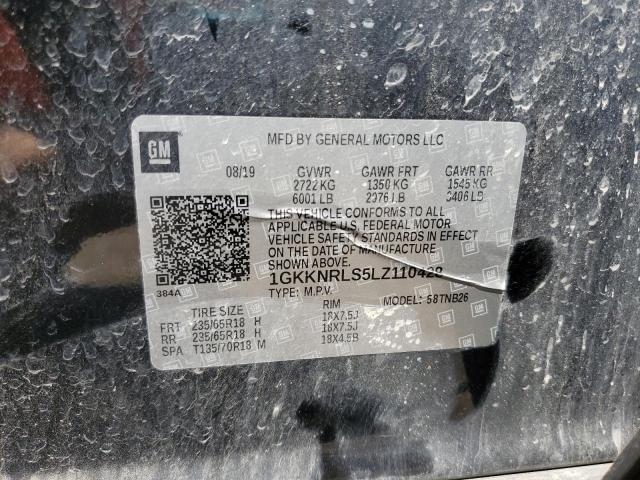 GM
MFD BY GENERAL MOTORS LLC
08/19 GVWR GAWR FRT GAWR RR
2722 KG 1350 KG 1545 KG
6001 LB 2976 LB 3406 LB
THIS VEHICLE CONFORMS TO ALL
APPLICABLE U.S. FEDERAL MOTOR
VEHICLE SAFETY STANDARDS IN EFFECT
ON THE DATE OF MANUFACTURE
SHOWN ABOVE.
384A
1GKKNRLS5LZ110429
TYPE: M.P.V. MODEL: 58TNB26
TIRE SIZE RIM
FRT 235/65R18 H 18X7.5J
RR 235/65R18 H 18X7.5J
SPA T135/70R18 M 18X4.5B